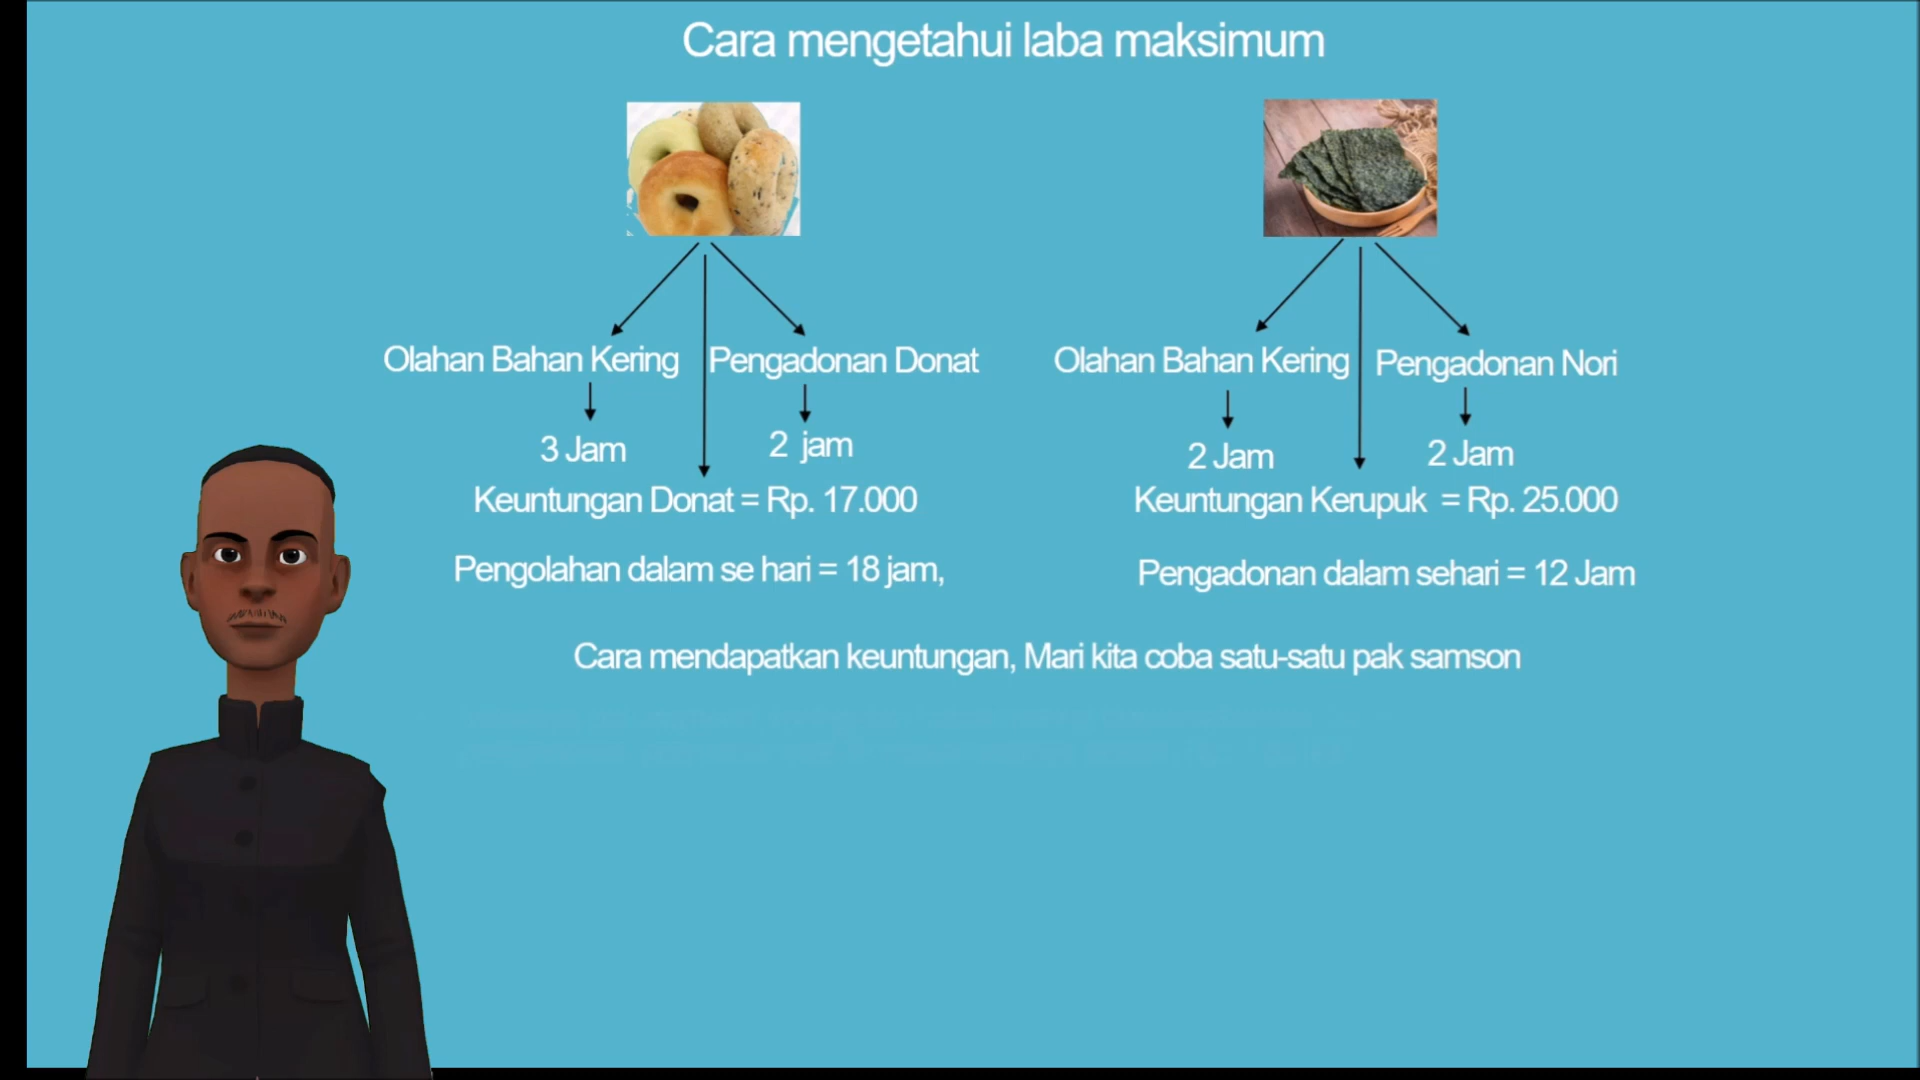 Cara mengetahui laba maksimum
Olahan Bahan Kering
Pengadonan Donat
3 Jam
2 jam
Keuntungan Donat = Rp. 17.000
Pengolahan dalam se hari = 18 jam,
Olahan Bahan Kering
Pengadonan Nori
2 Jam
2 Jam
Keuntungan Kerupuk = Rp. 25.000
Pengadonan dalam sehari = 12 Jam
Cara mendapatkan keuntungan, Mari kita coba satu-satu pak samson